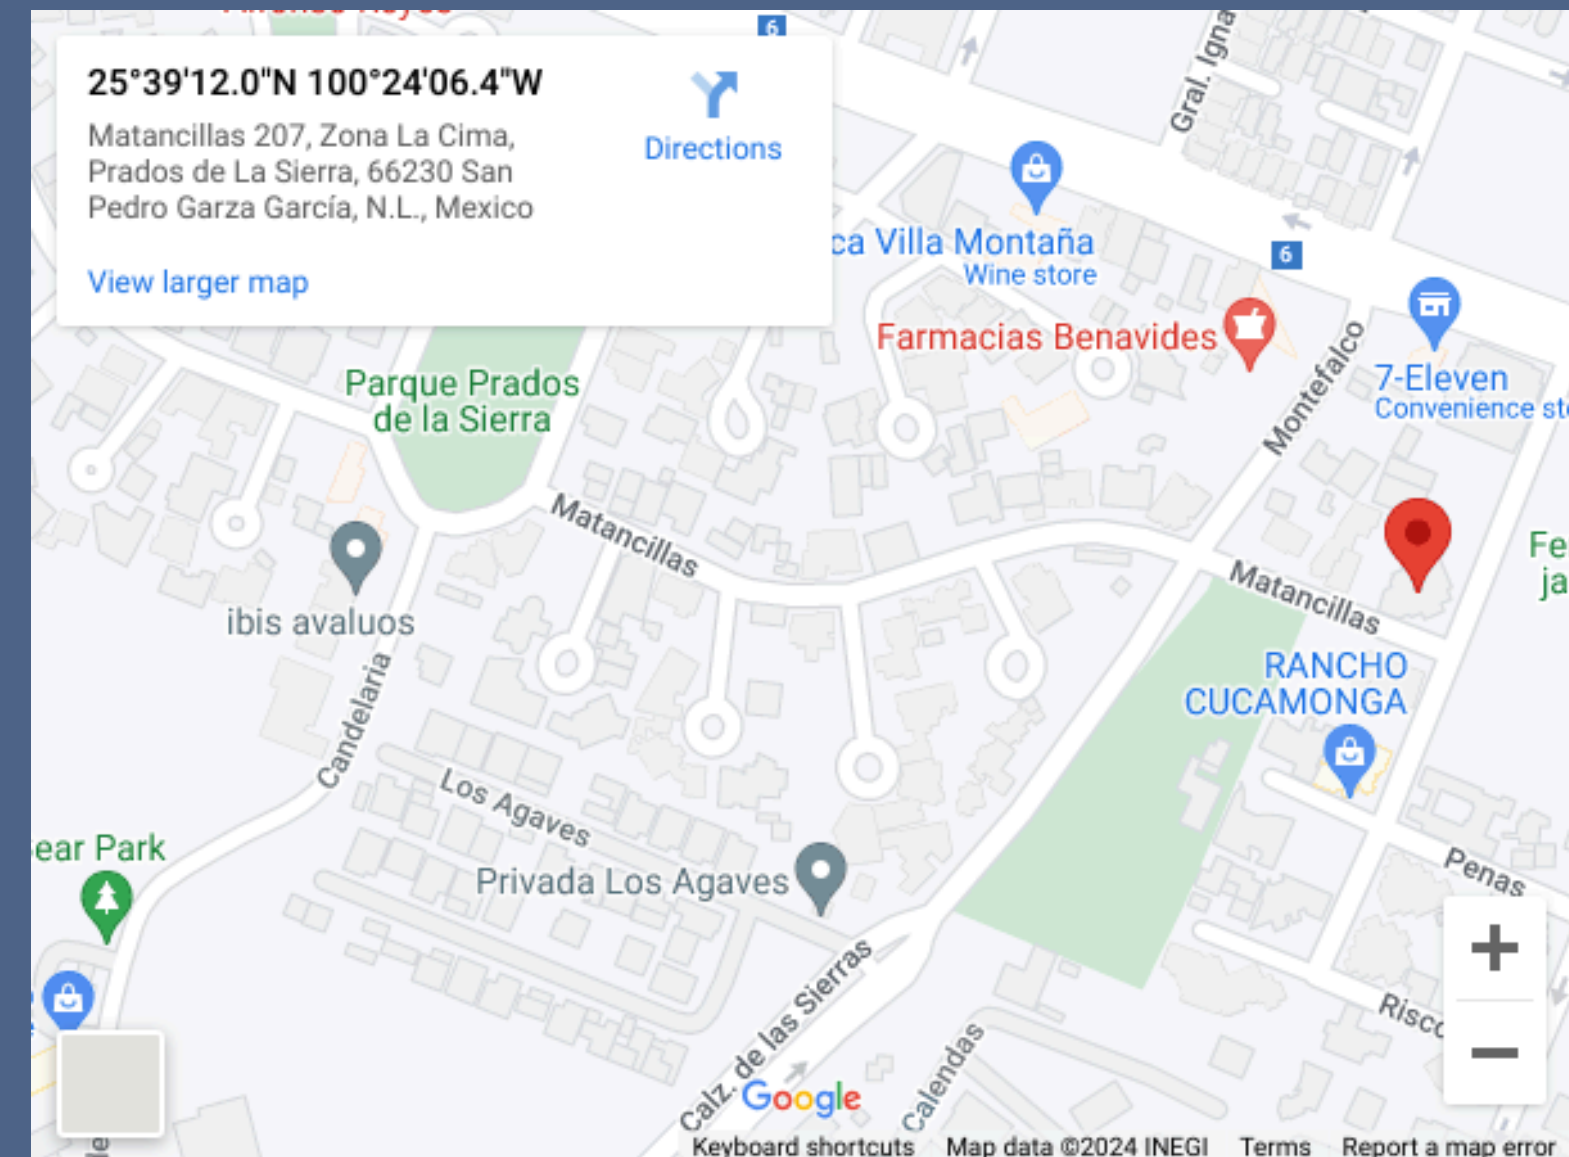 6
25°39'12.0"N 100°24'06.4"W
Matancillas 207, Zona La Cima,
Prados de La Sierra, 66230 San
Pedro Garza García, N.L., Mexico
Directions
View larger map
Gral. Igna
ca Villa Montaña
Wine store
6
Farmacias Benavides
Montefalco
7-Eleven
Convenience sto
Parque Prados
de la Sierra
Matancillas
Matancillas
Fe
ja
ibis avaluos
RANCHO
CUCAMONGA
Candelaria
Los Agaves
Privada Los Agaves
ear Park
Penas
Calz. de las Sierras
Calendas
Risco
Google
Keyboard shortcuts
Map data ©2024 INEGI
Terms
Report a map error